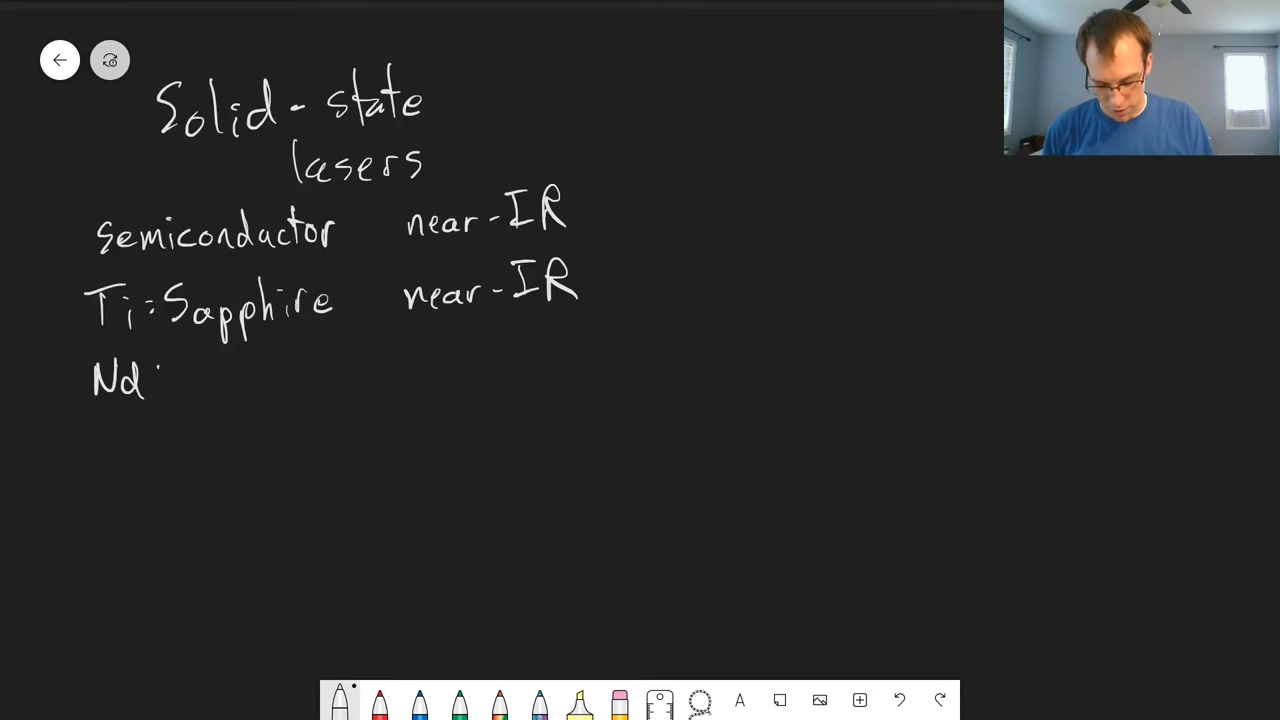 Solid-state
lasers
semiconductor near-IR
Ti:Sapphire near-IR
Nd